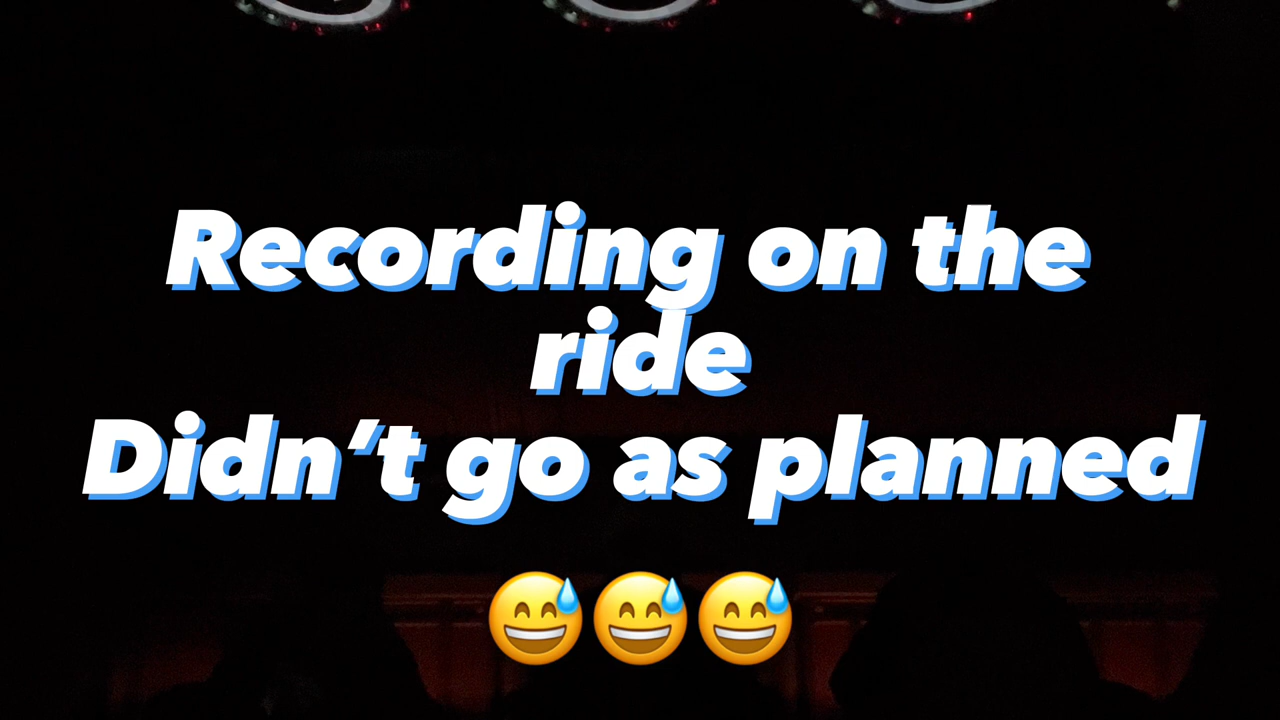 Recording on the
ride
Didn’t go as planned
😅😅😅